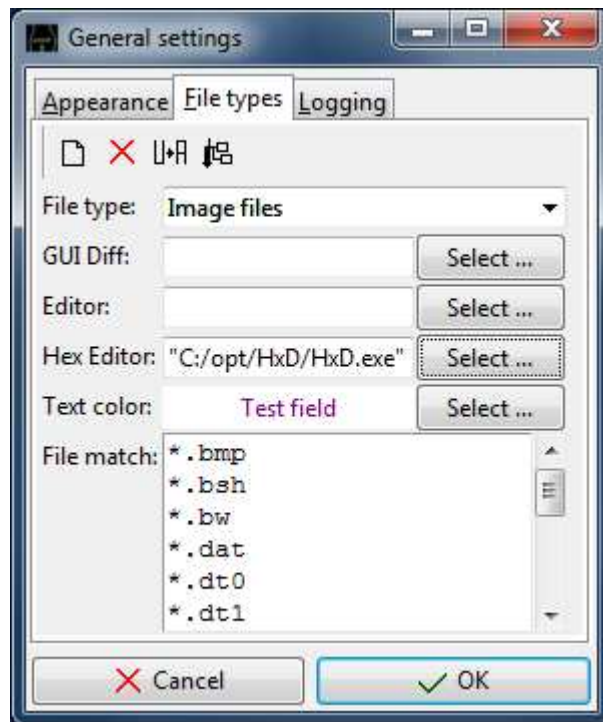 General settings
Appearance File types Logging
File type: Image files
GUI Diff: Select ...
Editor: Select ...
Hex Editor: "C:/opt/HxD/HxD.exe" Select ...
Text color: Test field Select ...
File match: *.bmp
*.bsh
*.bw
*.dat
*.dt0
*.dt1
Cancel OK